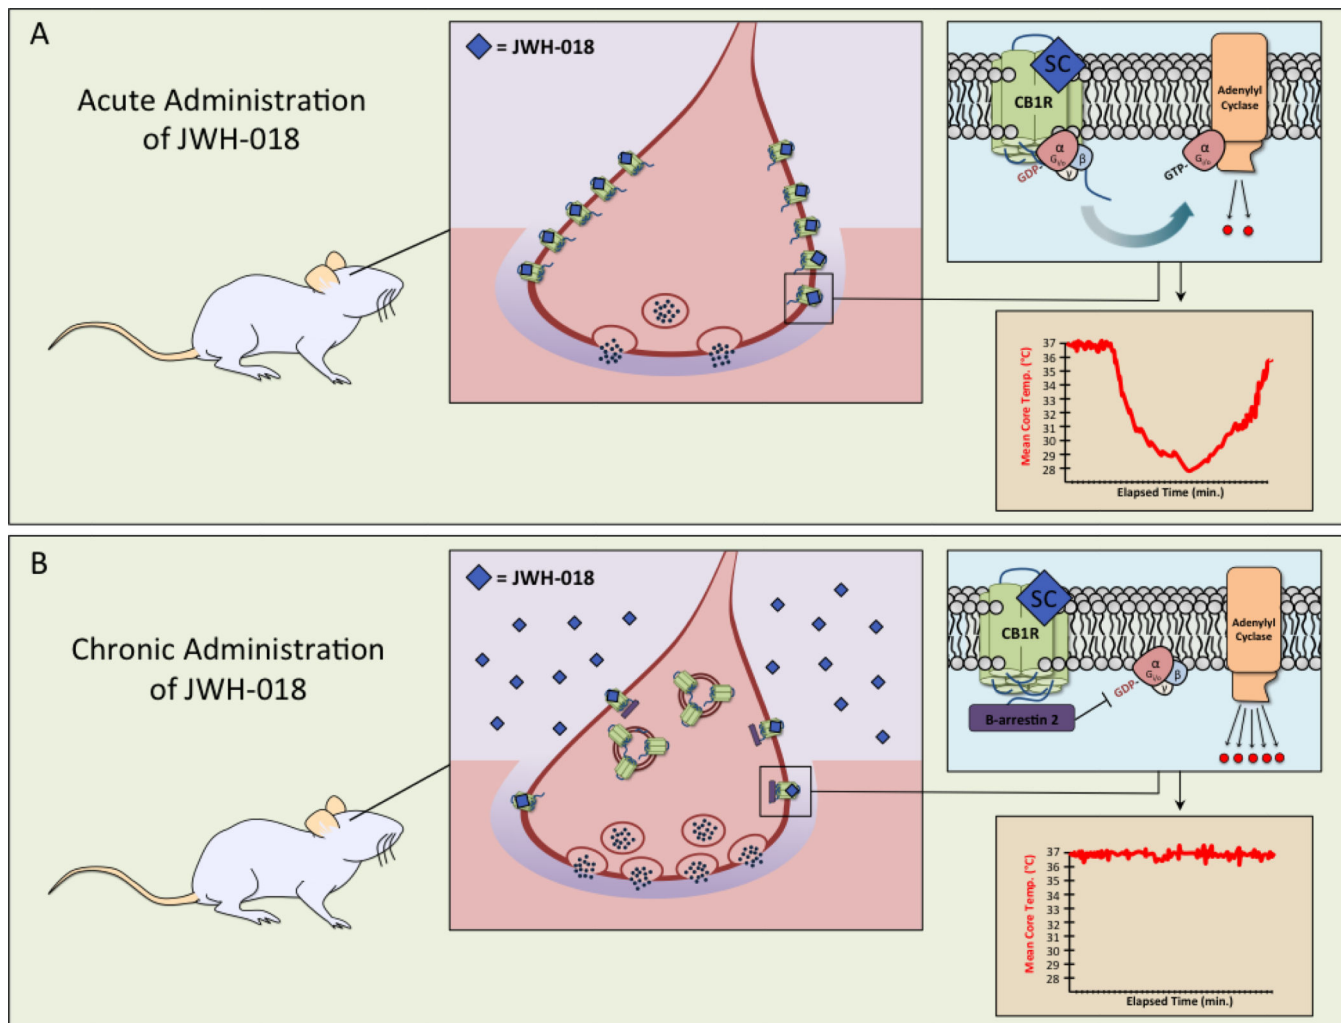 A
Acute Administration
of JWH-018
= JWH-018
SC
CB1R
α
Gi/o
β
γ
GDP-
α
Gi/o
GTP-
Adenylyl
Cyclase
Mean Core Temp. (°C)
37
36
35
34
33
32
31
30
29
28
Elapsed Time (min.)
B
Chronic Administration
of JWH-018
= JWH-018
SC
CB1R
B-arrestin 2
α
Gi/o
β
γ
GDP-
Adenylyl
Cyclase
Mean Core Temp. (°C)
37
36
35
34
33
32
31
30
29
28
Elapsed Time (min.)